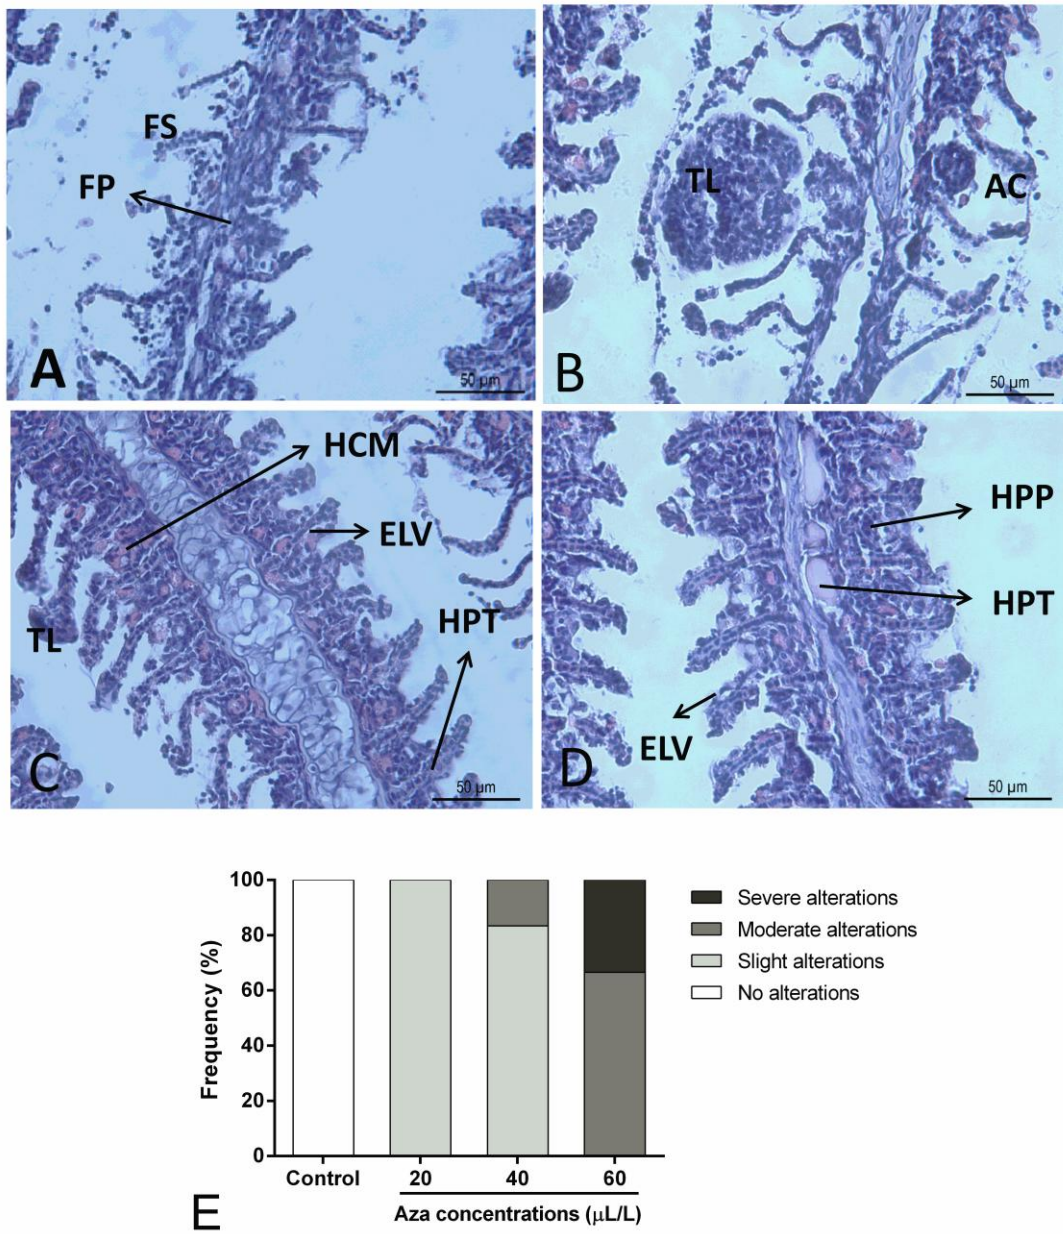 FS
FP
A
50 µm
TL
AC
B
50 µm
HCM
ELV
HPT
TL
C
50 µm
HPP
HPT
ELV
D
50 µm
100
80
60
40
20
0
Frequency (%)
Control
20
40
60
Aza concentrations (µL/L)
Severe alterations
Moderate alterations
Slight alterations
No alterations
E